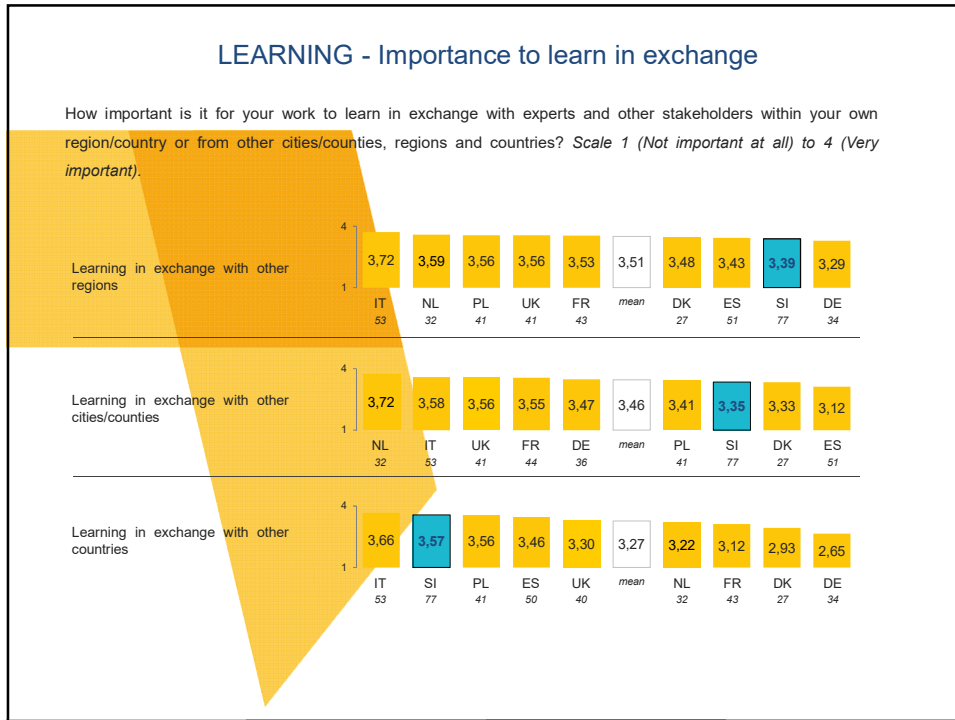 LEARNING - Importance to learn in exchange
How important is it for your work to learn in exchange with experts and other stakeholders within your own
region/country or from other cities/counties, regions and countries? Scale 1 (Not important at all) to 4 (Very
important).
Learning in exchange with other
regions
4
1
3,72 3,59 3,56 3,56 3,53 3,51 3,48 3,43 3,39 3,29
IT NL PL UK FR mean DK ES SI DE
53 32 41 41 43 27 51 77 34
Learning in exchange with other
cities/counties
4
1
3,72 3,58 3,56 3,55 3,47 3,46 3,41 3,35 3,33 3,12
NL IT UK FR DE mean PL SI DK ES
32 53 41 44 36 41 77 27 51
Learning in exchange with other
countries
4
1
3,66 3,57 3,56 3,46 3,30 3,27 3,22 3,12 2,93 2,65
IT SI PL ES UK mean NL FR DK DE
53 77 41 50 40 32 43 27 34